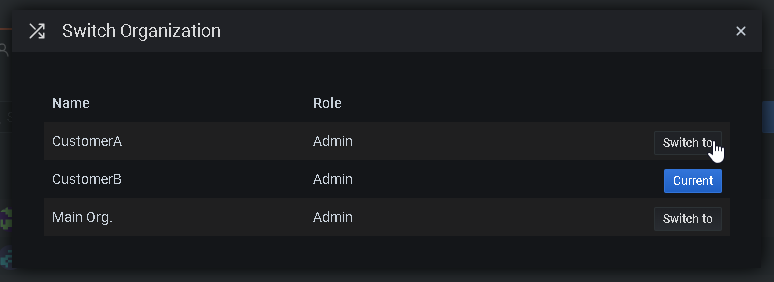 Switch Organization
Name Role
CustomerA Admin Switch to
CustomerB Admin Current
Main Org. Admin Switch to